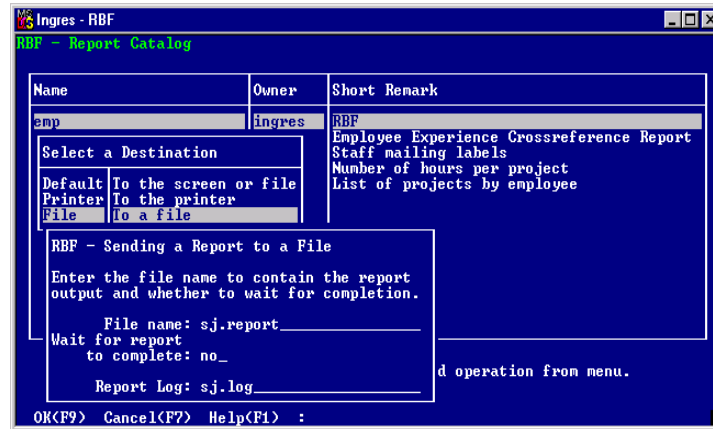 Ingres - RBF
RBF - Report Catalog
Name Owner Short Remark
emp ingres RBF
Employee Experience Crossreference Report
Staff mailing labels
Number of hours per project
List of projects by employee
Select a Destination
Default To the screen or file
Printer To the printer
File To a file
RBF - Sending a Report to a File
Enter the file name to contain the report
output and whether to wait for completion.
File name: sj.report
Wait for report
to complete: no_
Report Log: sj.log
d operation from menu.
OK(F9) Cancel(F7) Help(F1) :